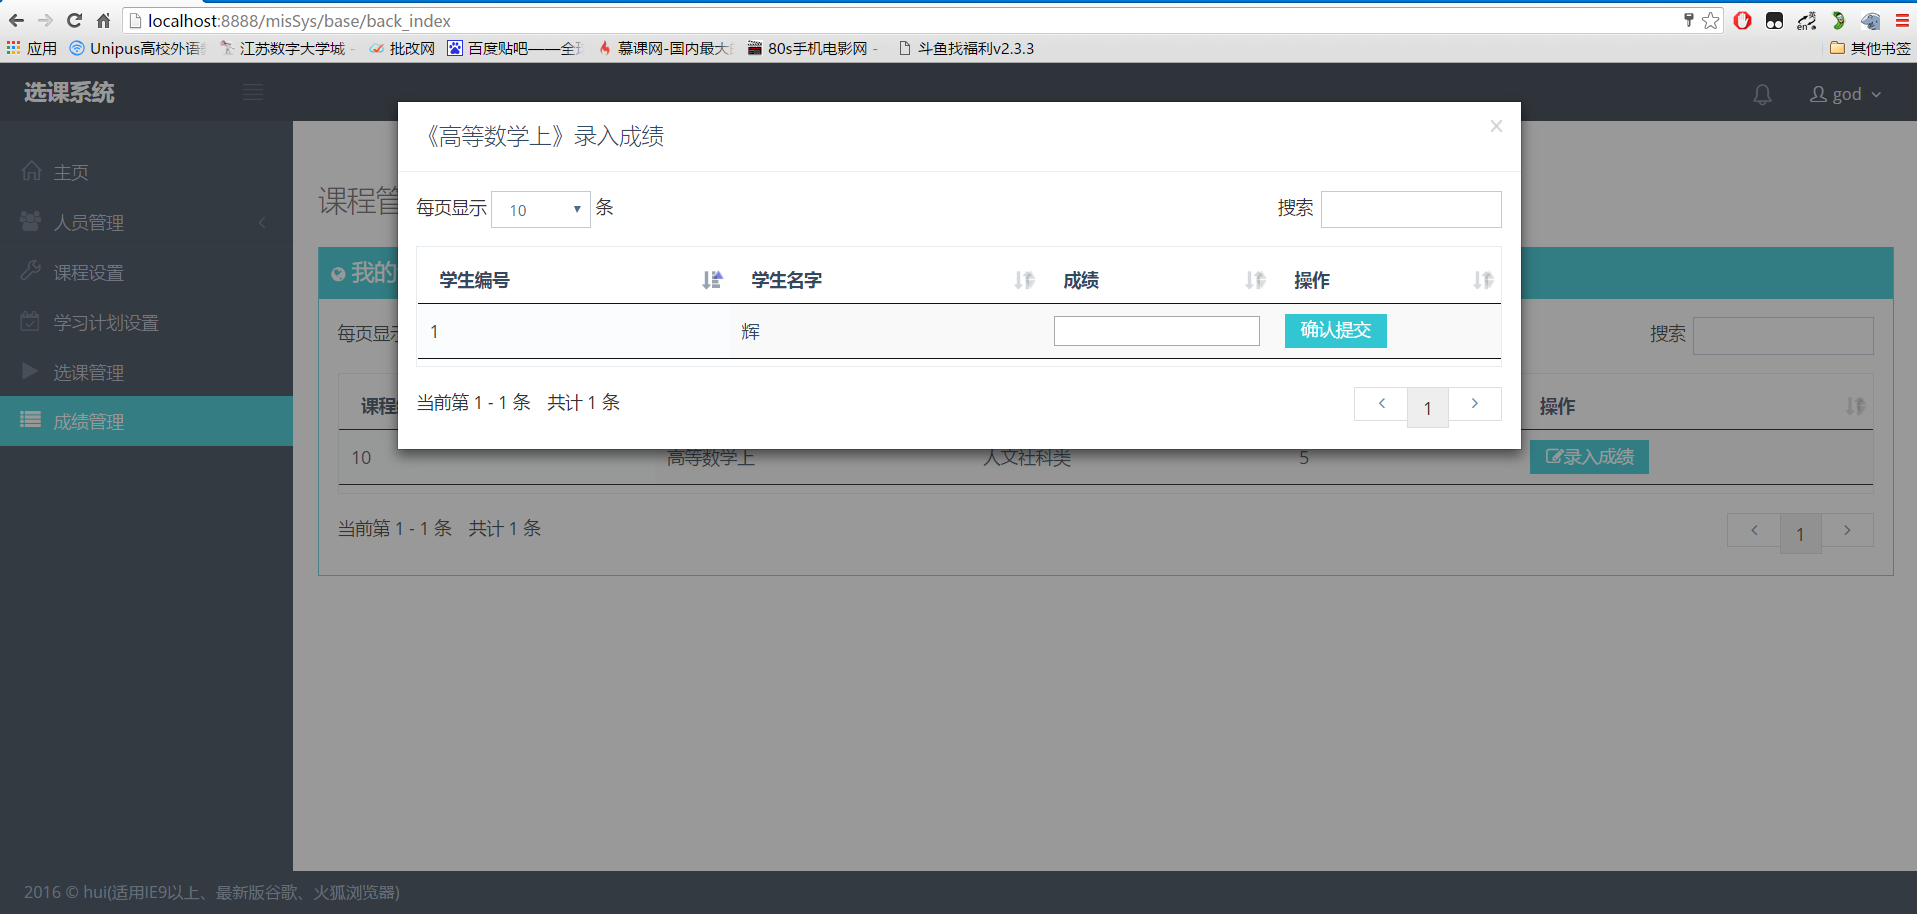 localhost:8888/misSys/base/back_index
应用 Unipus高校外语 江苏数字大学城 - 批改网 百度贴吧——全 慕课网-国内最大 80s手机电影网 - 斗鱼找福利v2.3.3 其他书签
选课系统 god
《高等数学上》录入成绩 ×
主页
人员管理
课程设置
学习计划设置
选课管理
成绩管理
课程管
我的
每页显示 10 条 搜索
学生编号 学生名字 成绩 操作
1 辉 确认提交
当前第 1 - 1 条 共计 1 条 1
每页显 搜索
课程 操作
10 高等数学上 人文社科类 5 录入成绩
当前第 1 - 1 条 共计 1 条 1
2016 © hui(适用IE9以上、最新版谷歌、火狐浏览器)